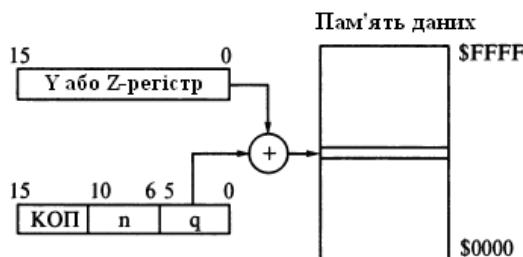 Пам'ять даних
15 0 $FFFF
Y або Z-регістр
+
15 10 6 5 0
КОП n q
$0000